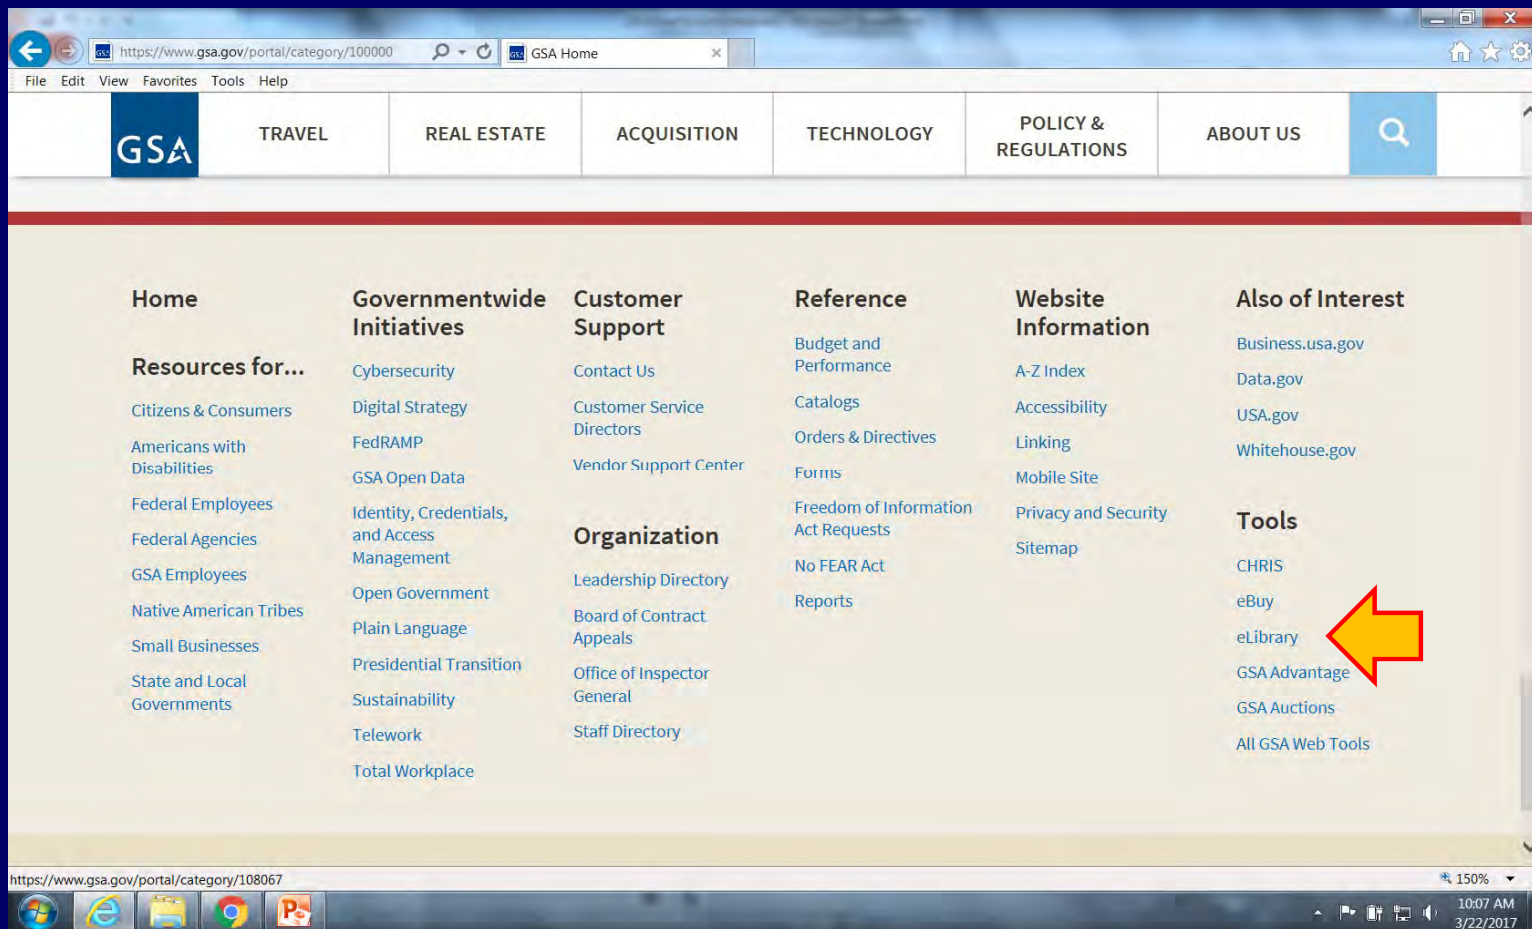 https://www.gsa.gov/portal/category/100000
GSA Home
File Edit View Favorites Tools Help
GSA
TRAVEL
REAL ESTATE
ACQUISITION
TECHNOLOGY
POLICY &
REGULATIONS
ABOUT US
Home
Resources for...
Citizens & Consumers
Americans with
Disabilities
Federal Employees
Federal Agencies
GSA Employees
Native American Tribes
Small Businesses
State and Local
Governments
Governmentwide
Initiatives
Cybersecurity
Digital Strategy
FedRAMP
GSA Open Data
Identity, Credentials,
and Access
Management
Open Government
Plain Language
Presidential Transition
Sustainability
Telework
Total Workplace
Customer
Support
Contact Us
Customer Service
Directors
Vendor Support Center
Organization
Leadership Directory
Board of Contract
Appeals
Office of Inspector
General
Staff Directory
Reference
Budget and
Performance
Catalogs
Orders & Directives
Forms
Freedom of Information
Act Requests
No FEAR Act
Reports
Website
Information
A-Z Index
Accessibility
Linking
Mobile Site
Privacy and Security
Sitemap
Also of Interest
Business.usa.gov
Data.gov
USA.gov
Whitehouse.gov
Tools
CHRIS
eBuy
eLibrary
GSA Advantage
GSA Auctions
All GSA Web Tools
https://www.gsa.gov/portal/category/108067
150%
10:07 AM
3/22/2017